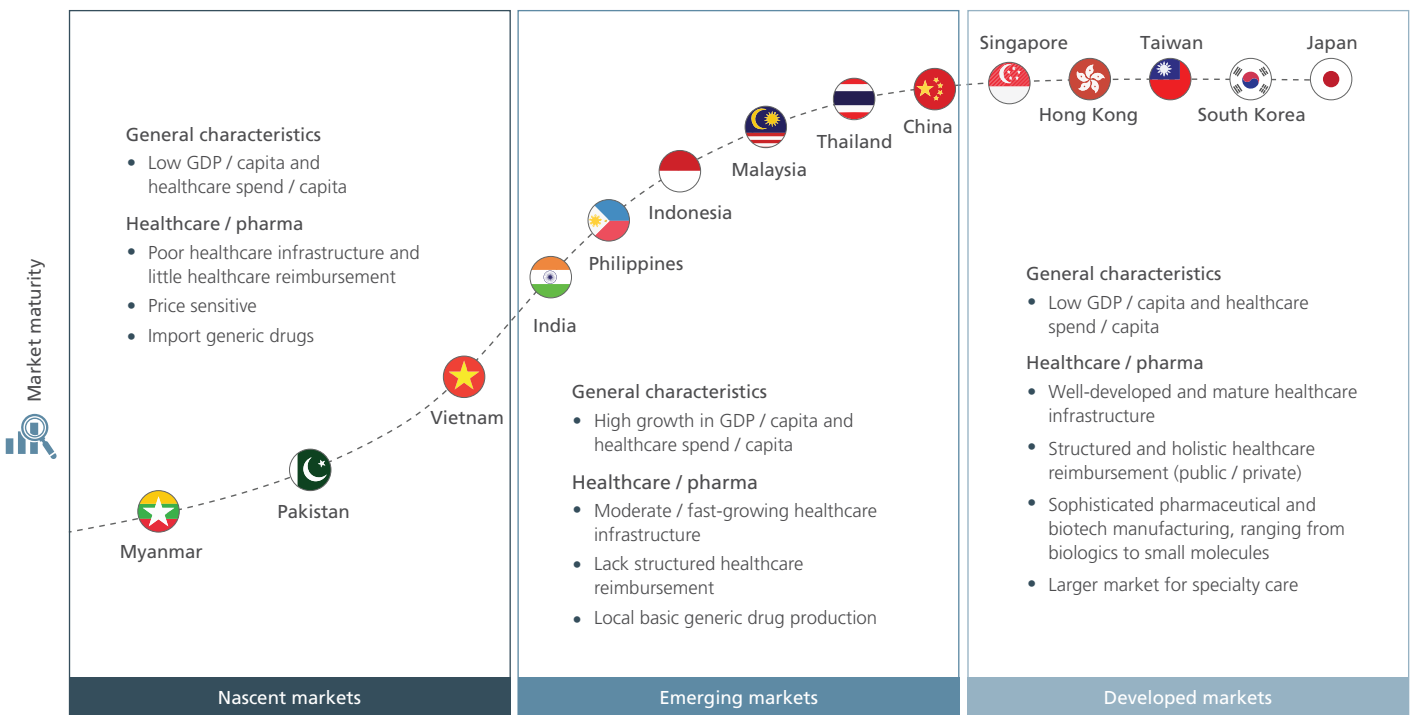 Market maturity
General characteristics
• Low GDP / capita and
healthcare spend / capita
Healthcare / pharma
• Poor healthcare infrastructure and
little healthcare reimbursement
• Price sensitive
• Import generic drugs
Myanmar
Pakistan
Vietnam
Nascent markets
India
Philippines
Indonesia
Malaysia
Thailand
China
General characteristics
• High growth in GDP / capita and
healthcare spend / capita
Healthcare / pharma
• Moderate / fast-growing healthcare
infrastructure
• Lack structured healthcare
reimbursement
• Local basic generic drug production
Emerging markets
Singapore
Hong Kong
Taiwan
South Korea
Japan
General characteristics
• Low GDP / capita and healthcare
spend / capita
Healthcare / pharma
• Well-developed and mature healthcare
infrastructure
• Structured and holistic healthcare
reimbursement (public / private)
• Sophisticated pharmaceutical and
biotech manufacturing, ranging from
biologics to small molecules
• Larger market for specialty care
Developed markets